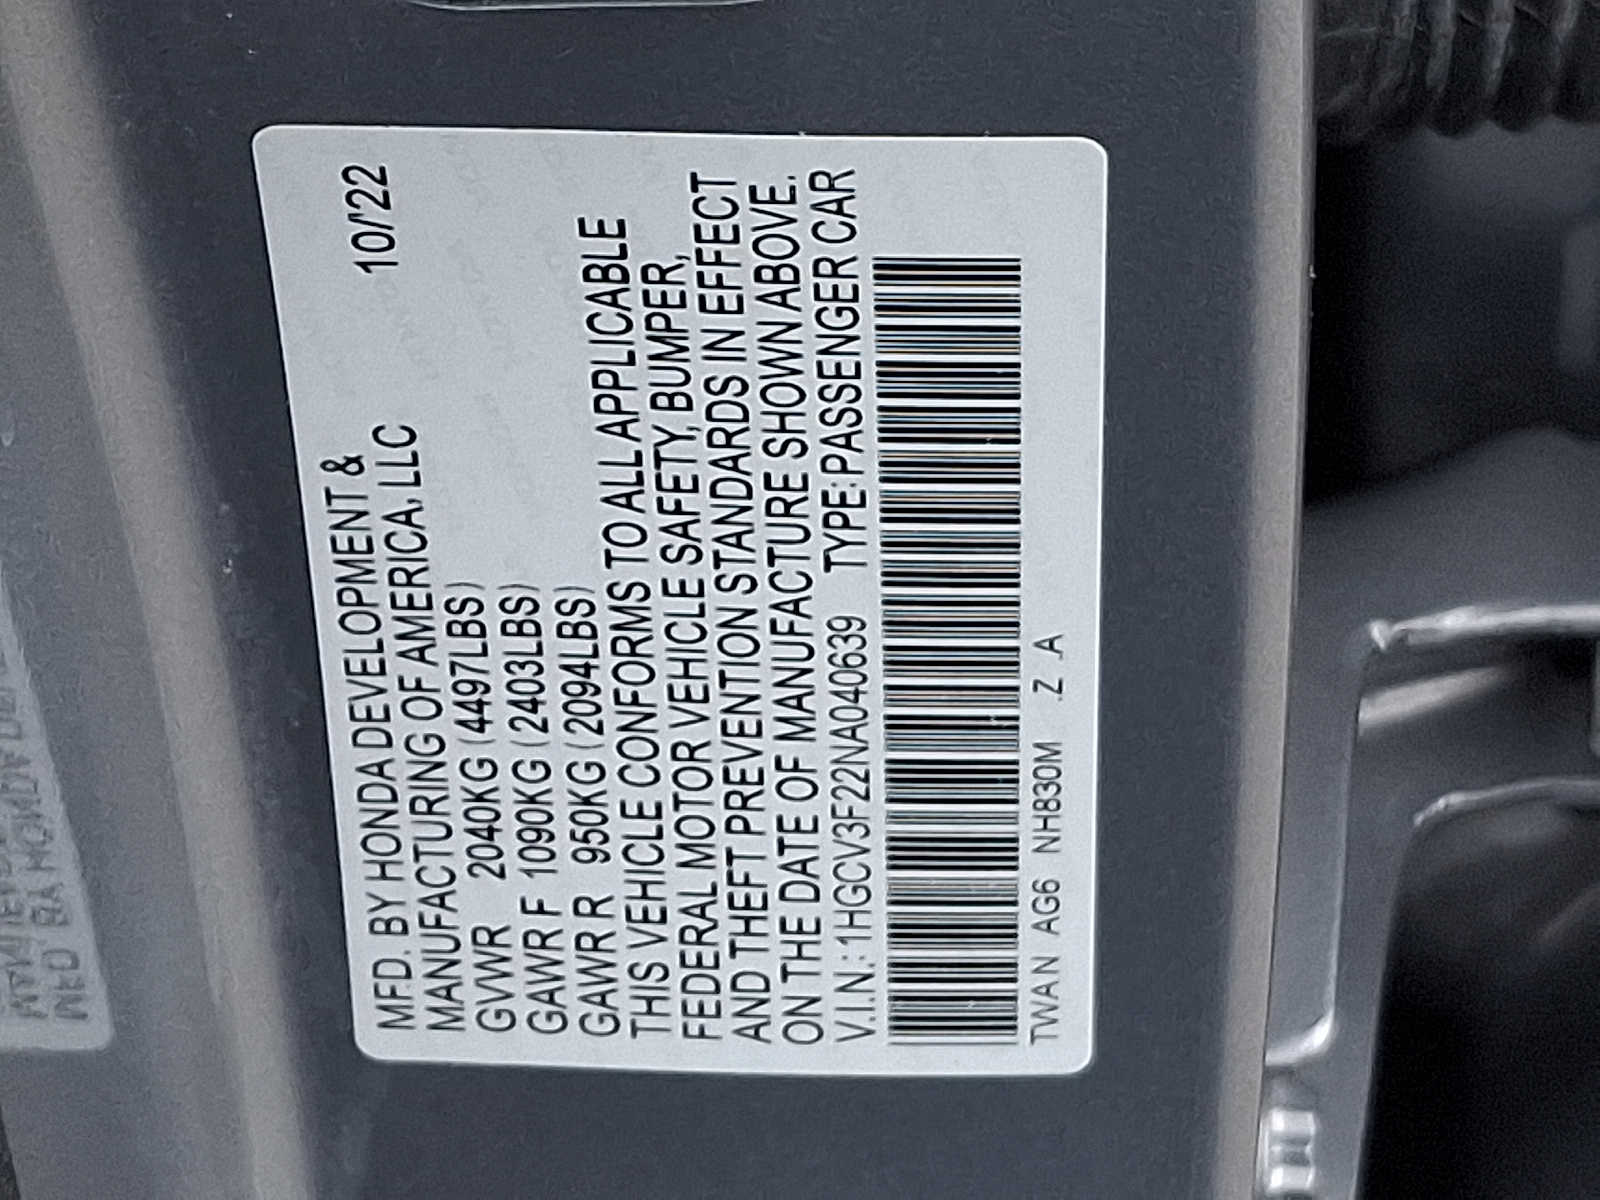 MFD. BY HONDA DEVELOPMENT &
MANUFACTURING OF AMERICA, LLC 10/'22
GVWR 2040KG (4497LBS)
GAWR F 1090KG (2403LBS)
GAWR R 950KG (2094LBS)
THIS VEHICLE CONFORMS TO ALL APPLICABLE
FEDERAL MOTOR VEHICLE SAFETY, BUMPER,
AND THEFT PREVENTION STANDARDS IN EFFECT
ON THE DATE OF MANUFACTURE SHOWN ABOVE.
V.I.N.: 1HGCV3F22NA040639 TYPE: PASSENGER CAR
TWAN AG6 NH830M Z A